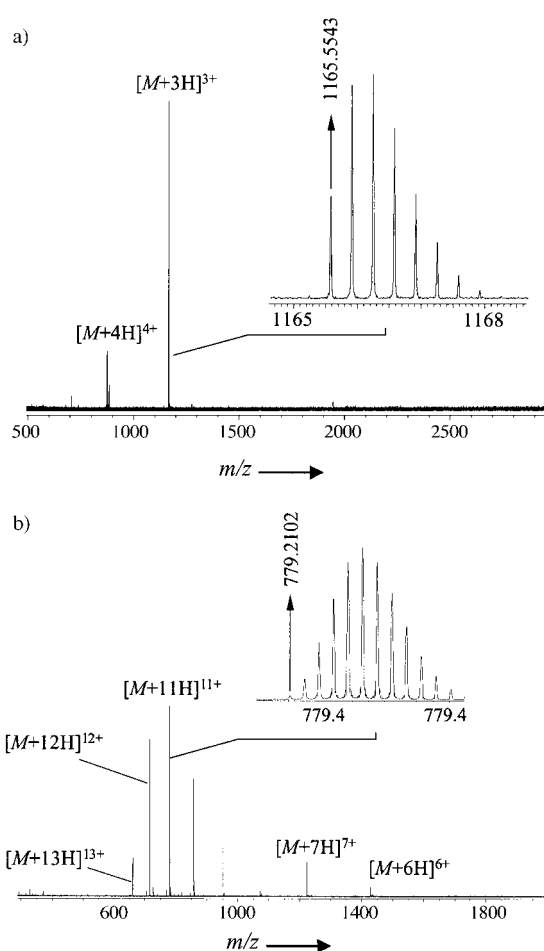 a)
[M+3H]3+
1165.5543
1165 1168
[M+4H]4+
500 1000 1500 2000 2500
m/z
b)
779.2102
[M+11H]11+
779.4 779.4
[M+12H]12+
[M+13H]13+
[M+7H]7+
[M+6H]6+
600 1000 1400 1800
m/z